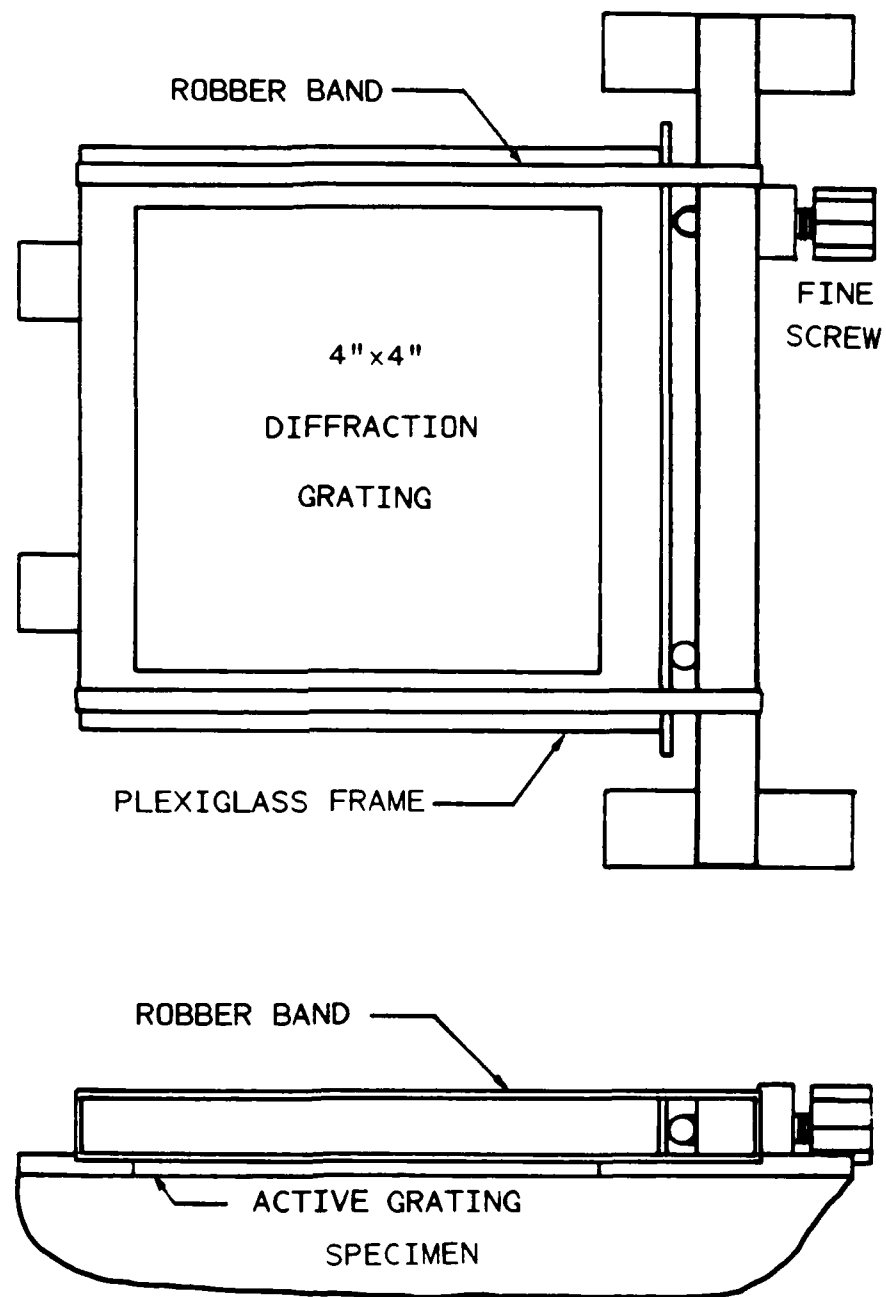 ROBBER BAND
FINE
SCREW
4"x4"
DIFFRACTION
GRATING
PLEXIGLASS FRAME
ROBBER BAND
ACTIVE GRATING
SPECIMEN